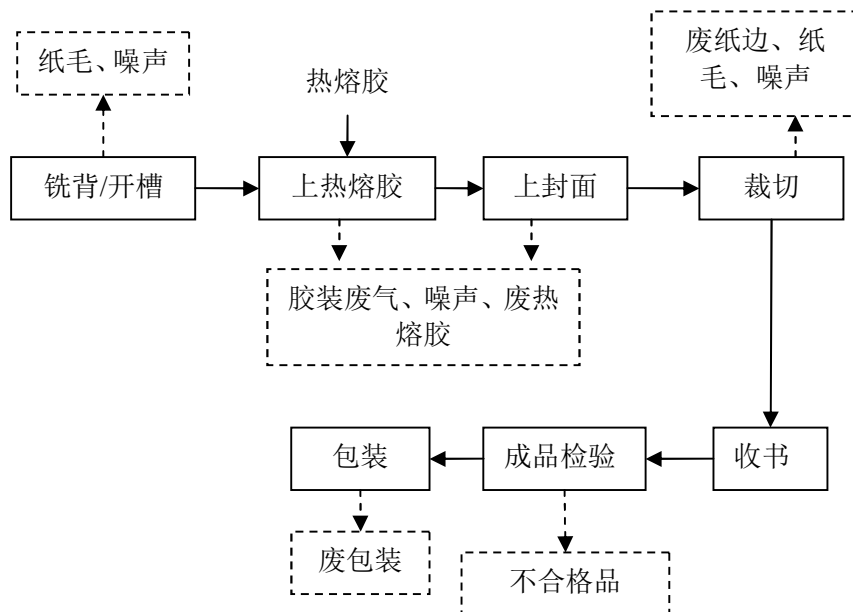 纸毛、噪声
热熔胶
废纸边、纸
毛、噪声
铣背/开槽
上热熔胶
上封面
裁切
胶装废气、噪声、废热
熔胶
包装
成品检验
收书
废包装
不合格品